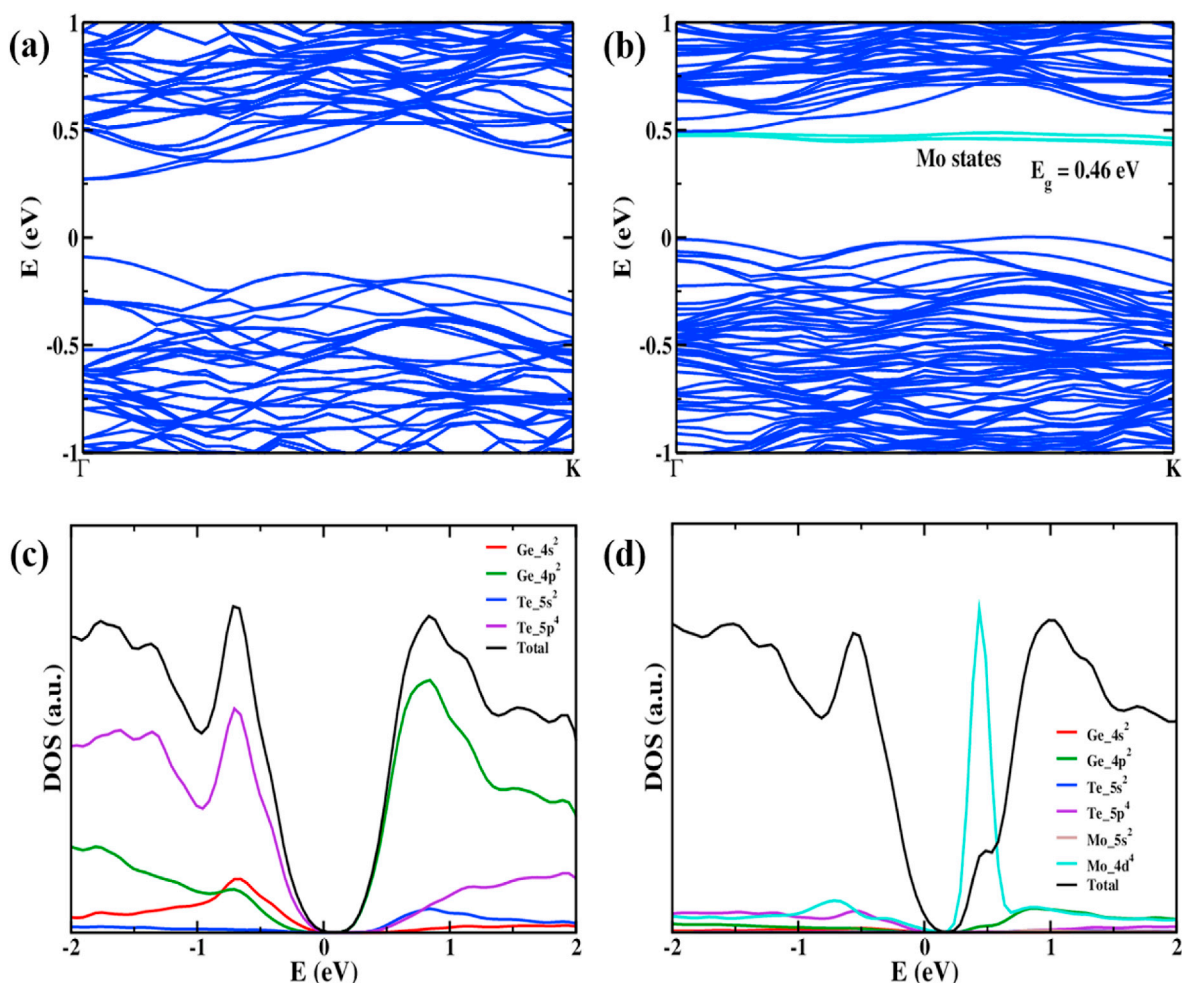 (a)
1
0.5
0
-0.5
-1
E (eV)
Γ
K
(b)
1
0.5
0
-0.5
-1
E (eV)
Mo states
E_g = 0.46 eV
Γ
K
(c)
Ge_4s²
Ge_4p²
Te_5s²
Te_5p⁴
Total
DOS (a.u.)
-2 -1 0 1 2
E (eV)
(d)
Ge_4s²
Ge_4p²
Te_5s²
Te_5p⁴
Mo_5s²
Mo_4d⁴
Total
DOS (a.u.)
-2 -1 0 1 2
E (eV)